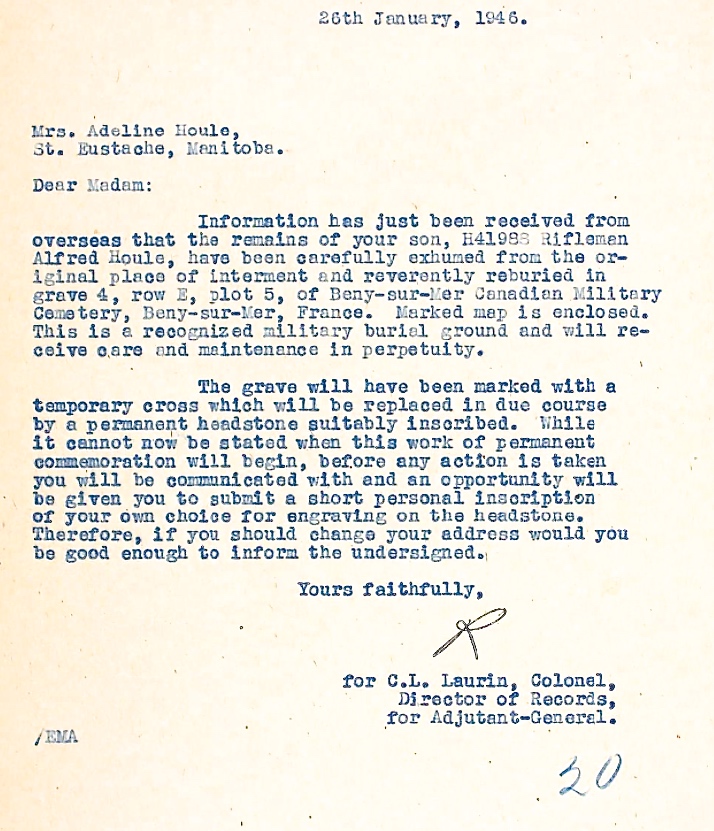 26th January, 1946.
Mrs. Adeline Houle,
St. Eustache, Manitoba.
Dear Madam:
Information has just been received from
overseas that the remains of your son, H41988 Rifleman
Alfred Houle, have been carefully exhumed from the or-
iginal place of interment and reverently reburied in
grave 4, row E, plot 5, of Beny-sur-Mer Canadian Military
Cemetery, Beny-sur-Mer, France. Marked map is enclosed.
This is a recognized military burial ground and will re-
ceive care and maintenance in perpetuity.
The grave will have been marked with a
temporary cross which will be replaced in due course
by a permanent headstone suitably inscribed. While
it cannot now be stated when this work of permanent
commemoration will begin, before any action is taken
you will be communicated with and an opportunity will
be given you to submit a short personal inscription
of your own choice for engraving on the headstone.
Therefore, if you should change your address would you
be good enough to inform the undersigned.
Yours faithfully,
for C.L. Laurin, Colonel,
Director of Records,
for Adjutant-General.
/EMA
20